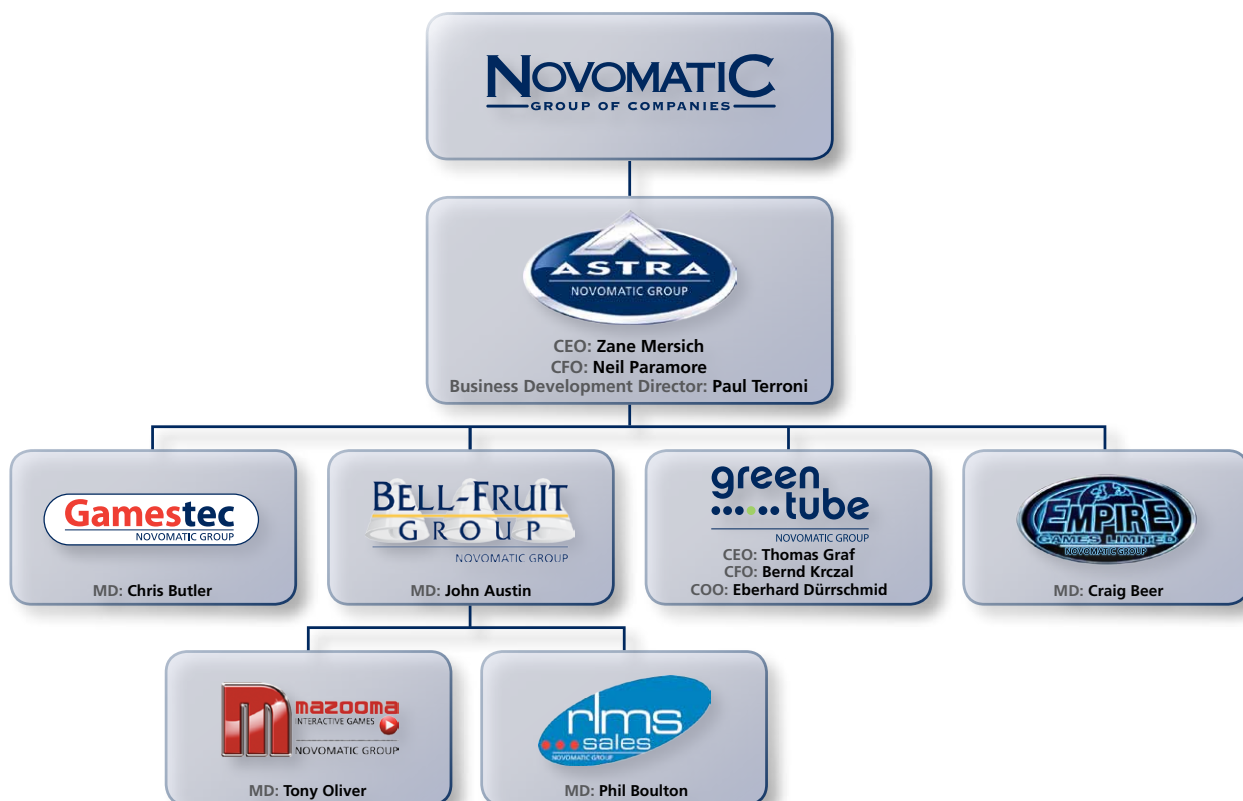 NOVOMATIC
GROUP OF COMPANIES
ASTRA
NOVOMATIC GROUP
CEO: Zane Mersich
CFO: Neil Paramore
Business Development Director: Paul Terroni
Gamestec
NOVOMATIC GROUP
MD: Chris Butler
BELL-FRUIT
GROUP
NOVOMATIC GROUP
MD: John Austin
green
tube
NOVOMATIC GROUP
CEO: Thomas Graf
CFO: Bernd Krczal
COO: Eberhard Dürrschmid
EMPIRE
GAMES LIMITED
NOVOMATIC GROUP
MD: Craig Beer
m
mazooma
INTERACTIVE GAMES
NOVOMATIC GROUP
MD: Tony Oliver
rlms
sales
NOVOMATIC GROUP
MD: Phil Boulton